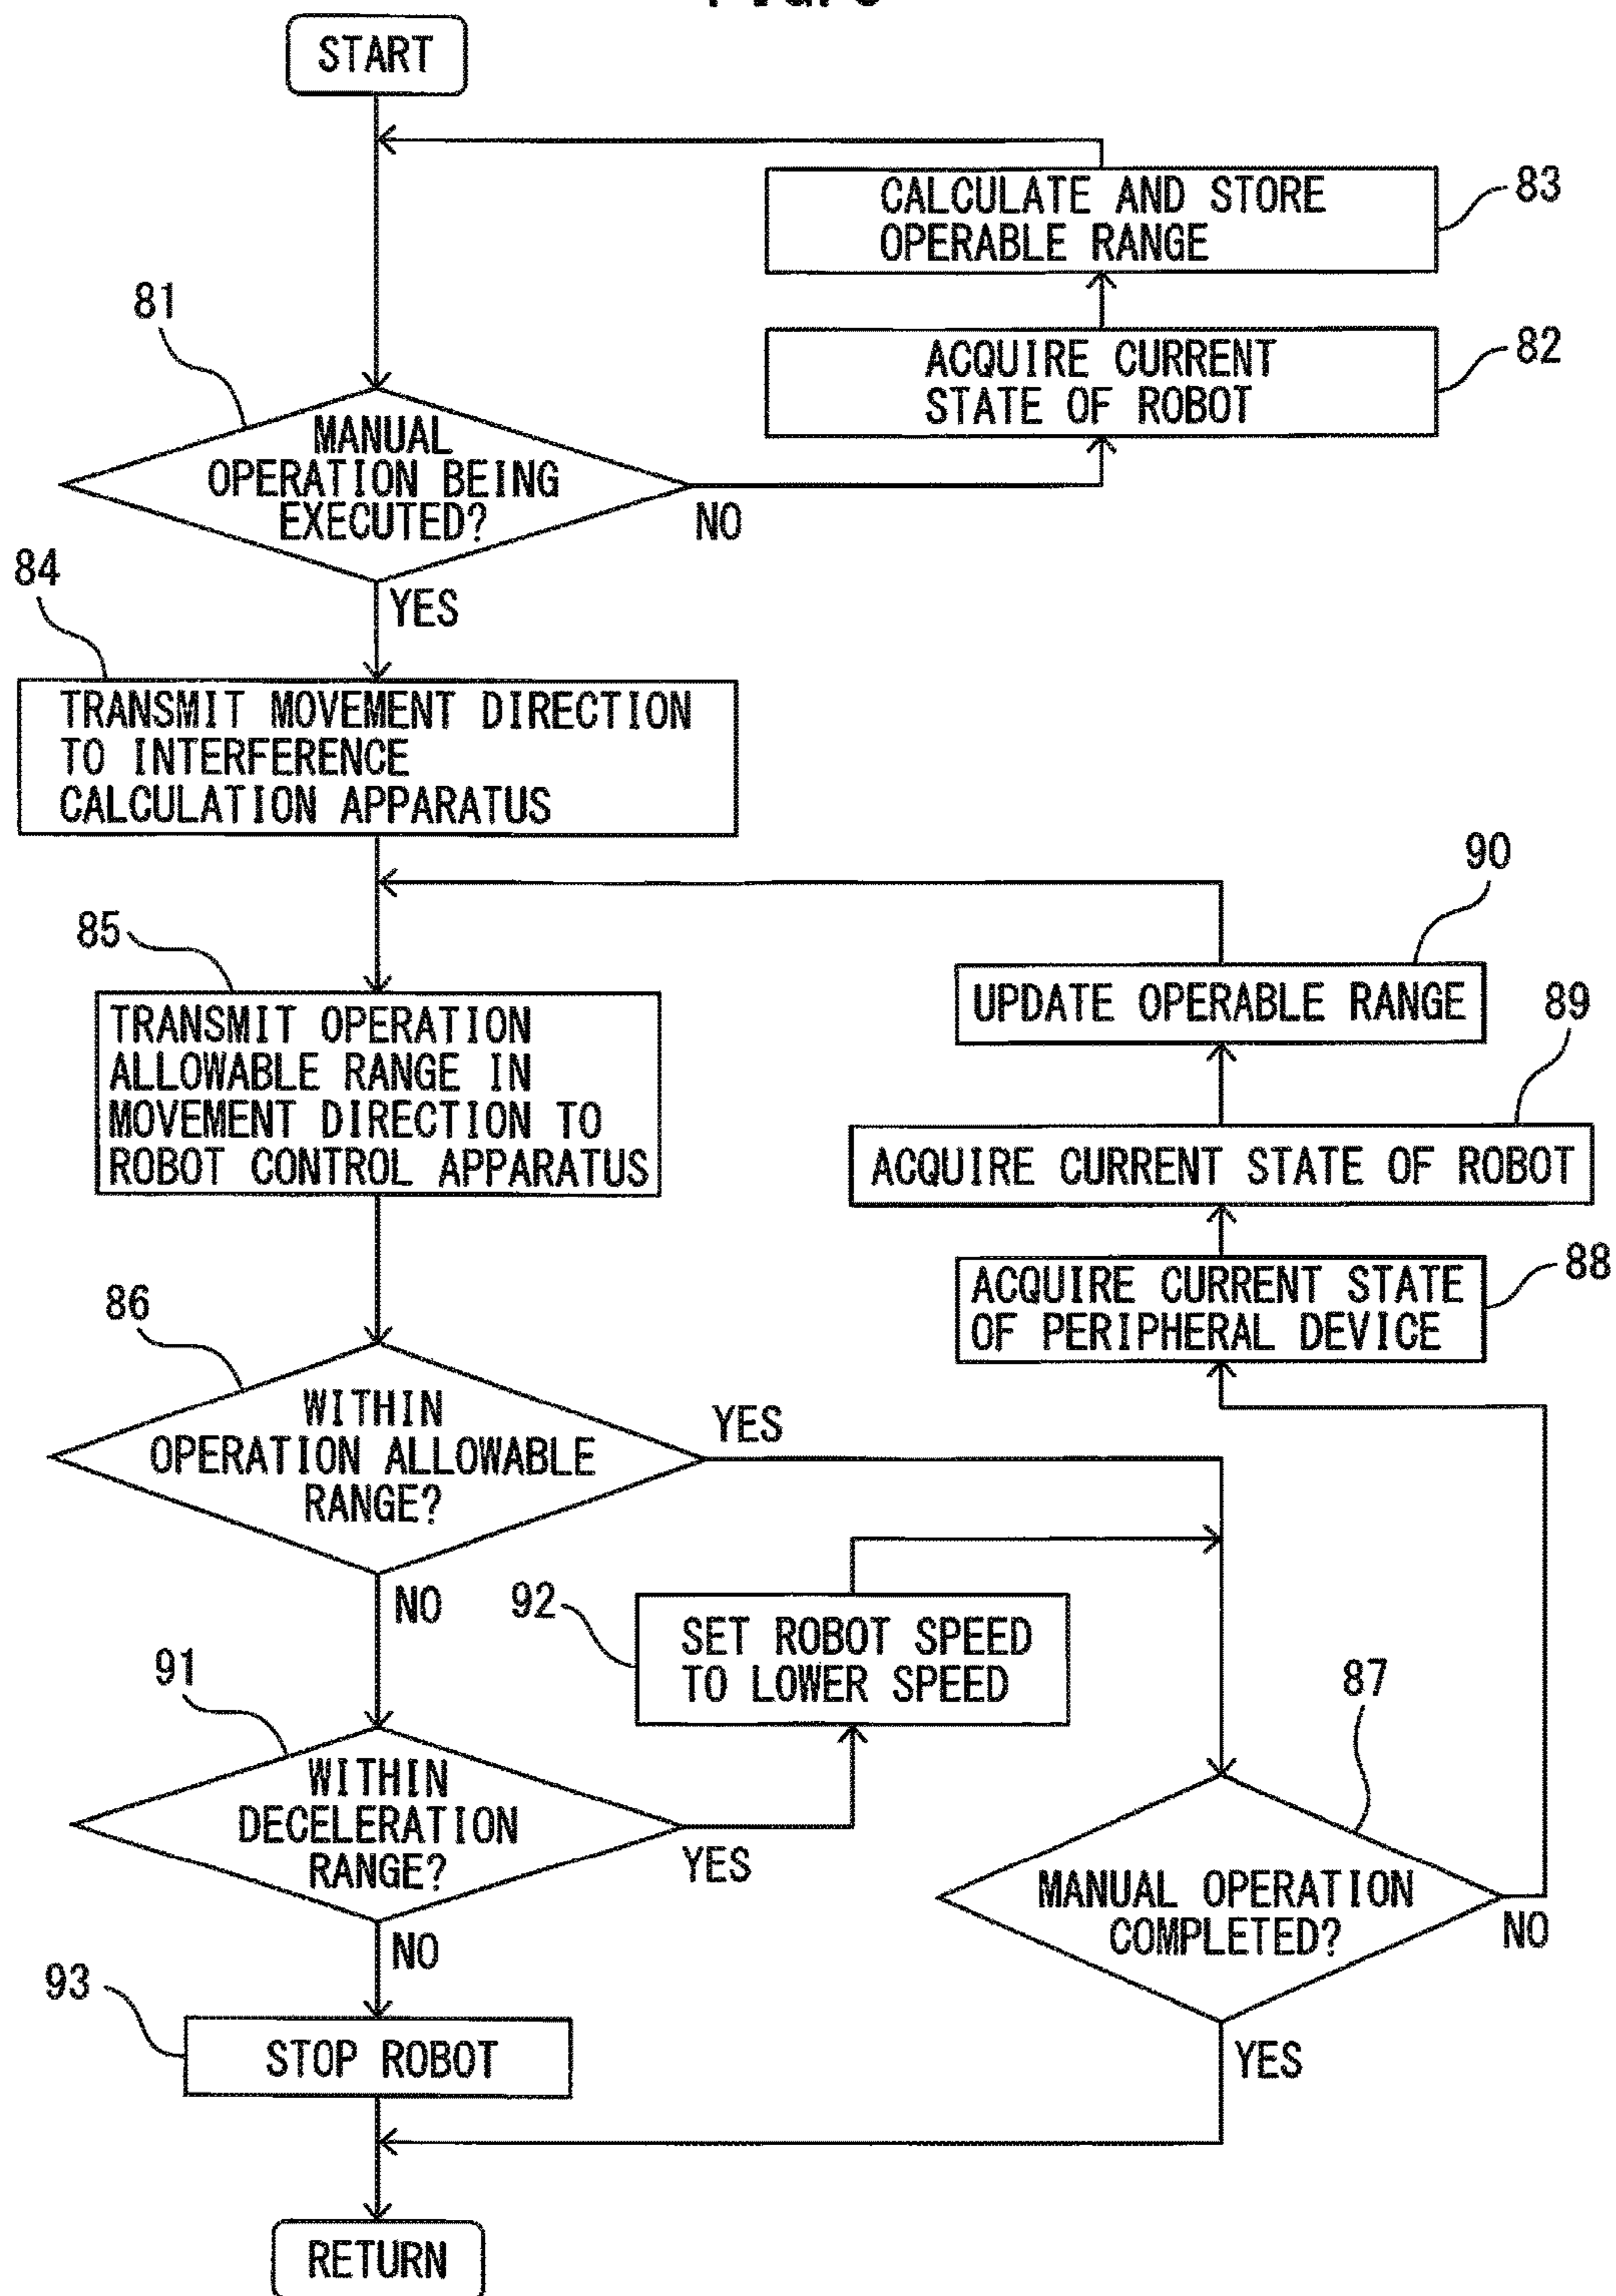 START
CALCULATE AND STORE
OPERABLE RANGE
83
ACQUIRE CURRENT
STATE OF ROBOT
82
81
MANUAL
OPERATION BEING
EXECUTED?
NO
YES
84
TRANSMIT MOVEMENT DIRECTION
TO INTERFERENCE
CALCULATION APPARATUS
90
85
UPDATE OPERABLE RANGE
89
TRANSMIT OPERATION
ALLOWABLE RANGE IN
MOVEMENT DIRECTION TO
ROBOT CONTROL APPARATUS
ACQUIRE CURRENT STATE OF ROBOT
88
ACQUIRE CURRENT STATE
OF PERIPHERAL DEVICE
86
WITHIN
OPERATION ALLOWABLE
RANGE?
YES
NO
92
SET ROBOT SPEED
TO LOWER SPEED
91
WITHIN
DECELERATION
RANGE?
YES
87
MANUAL OPERATION
COMPLETED?
NO
NO
93
STOP ROBOT
YES
RETURN